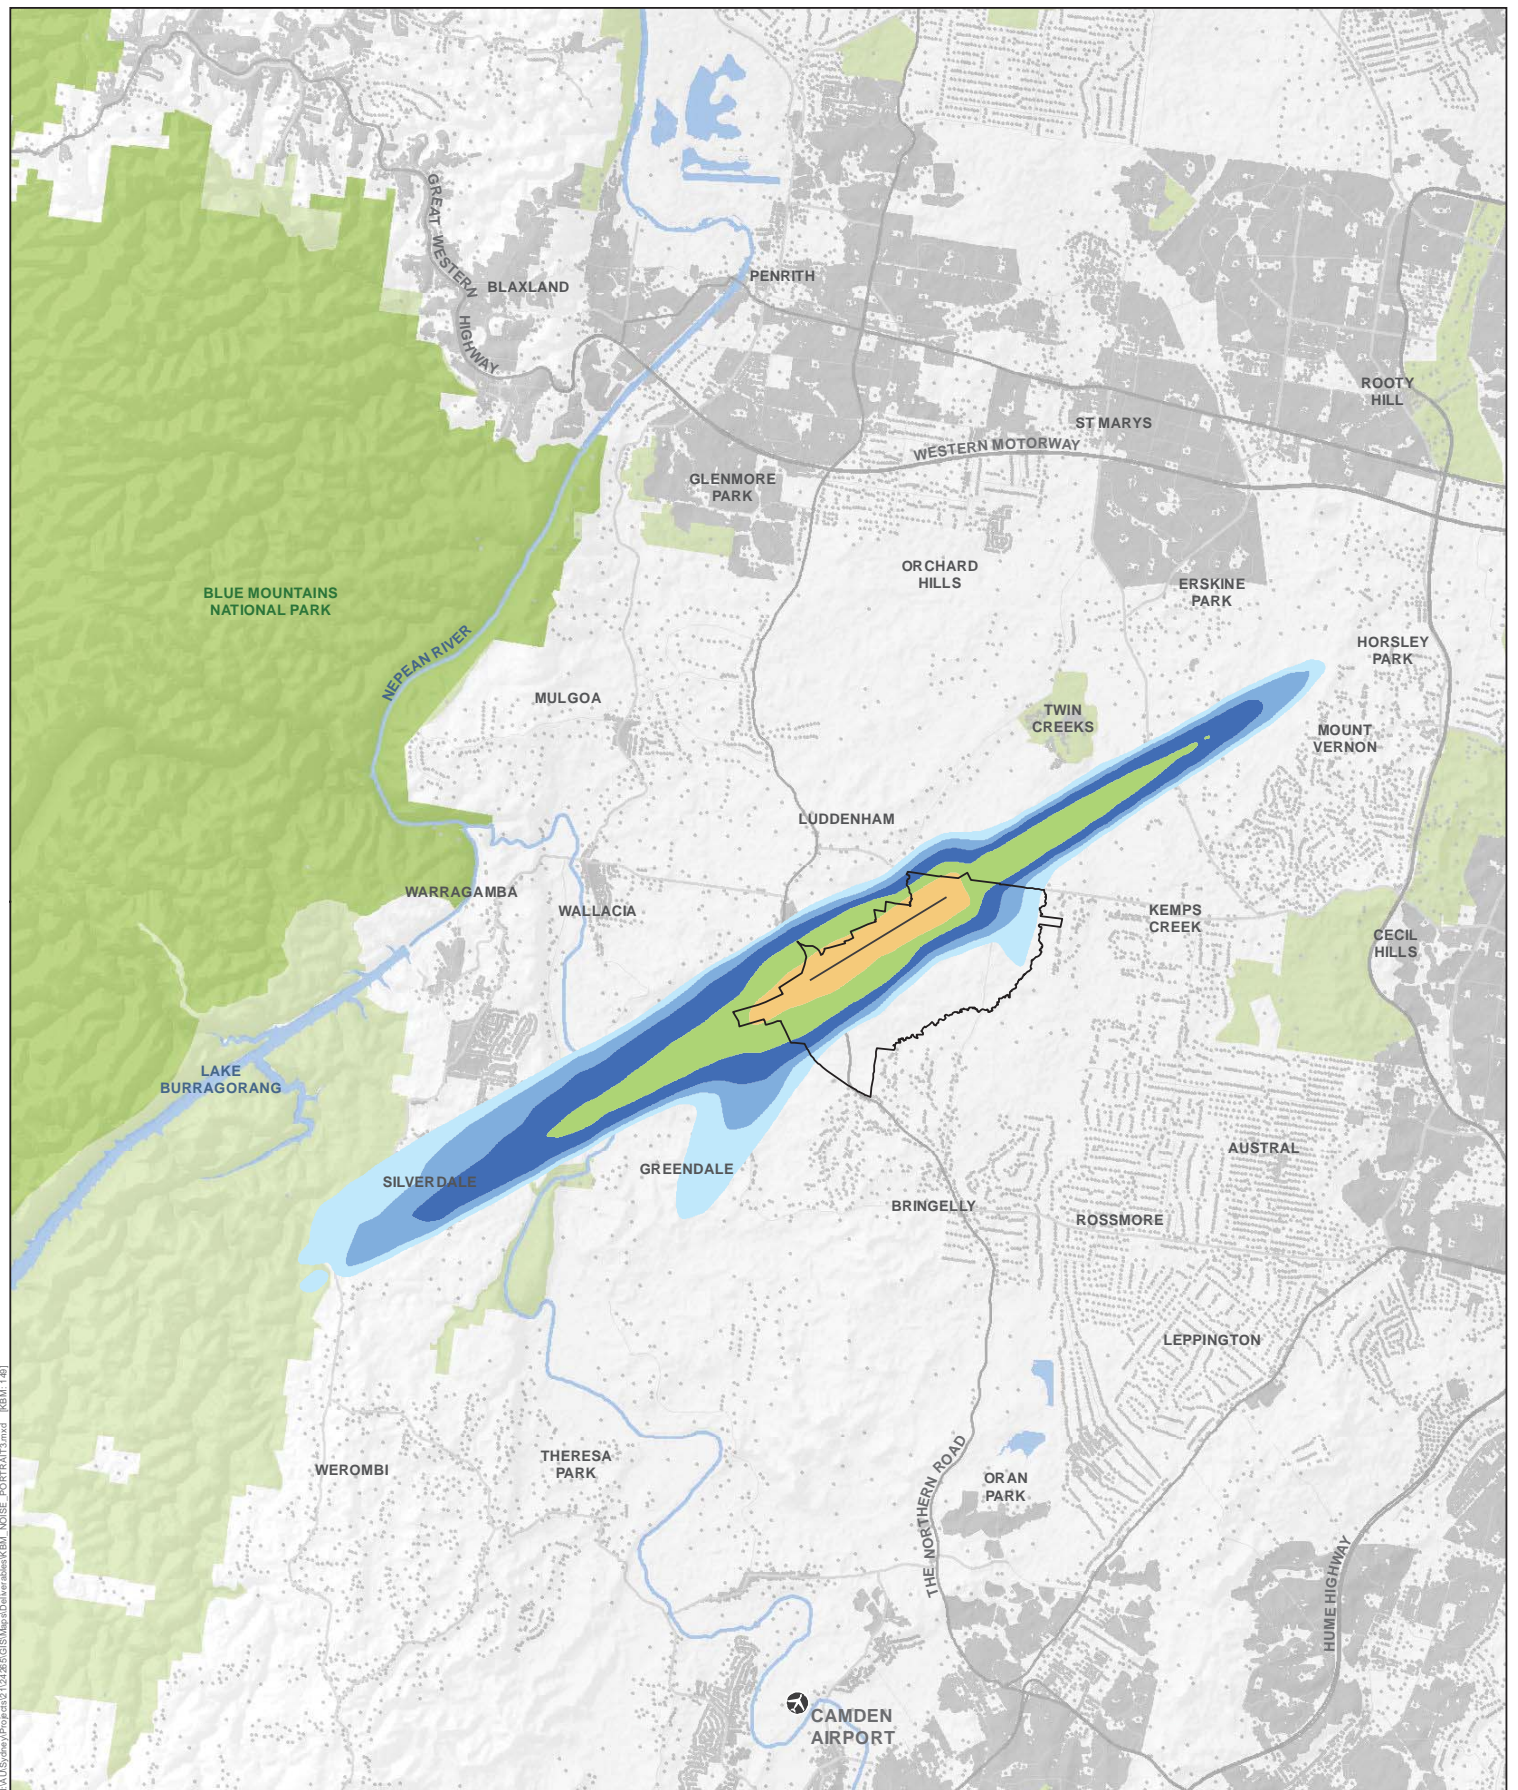 GREAT WESTERN
HIGHWAY
BLAXLAND
PENRITH
ROOTY
HILL
ST MARYS
WESTERN MOTORWAY
GLENMORE
PARK
ORCHARD
HILLS
ERSKINE
PARK
BLUE MOUNTAINS
NATIONAL PARK
NEPEAN RIVER
HORSLEY
PARK
MULGOA
TWIN
CREEKS
MOUNT
VERNON
LUDDENHAM
WARRAGAMBA
WALLACIA
KEMPS
CREEK
CECIL
HILLS
LAKE
BURRAGORANG
SILVERDALE
GREENDALE
AUSTRAL
BRINGELLY
ROSSMORE
LEPPINGTON
WEROMBI
THERESA
PARK
THE NORTHERN ROAD
ORAN
PARK
HUME HIGHWAY
CAMDEN
AIRPORT